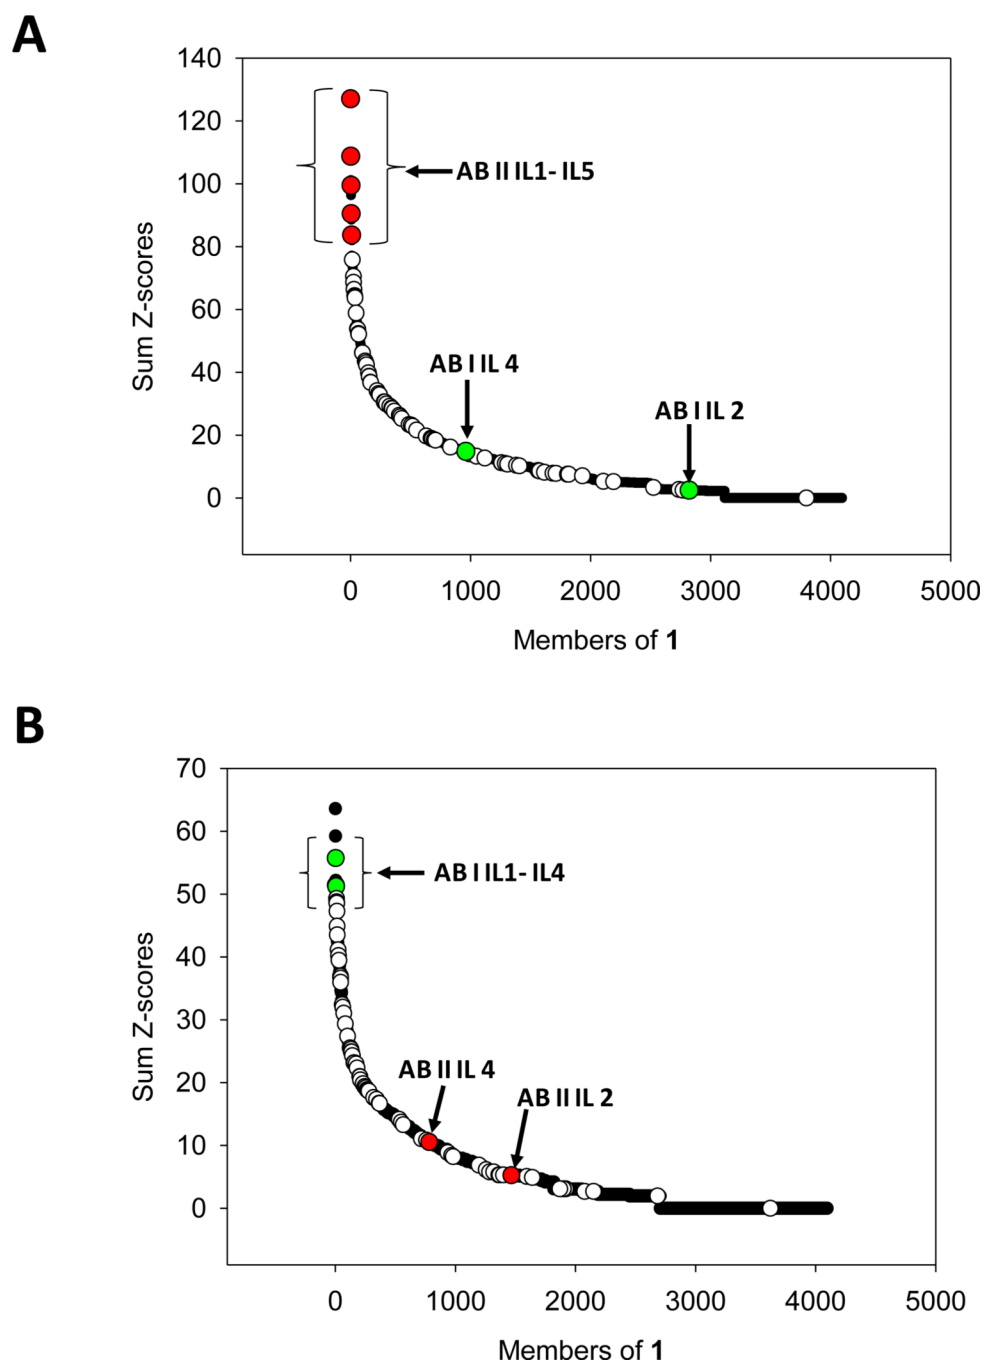 A
140
120
100
80
60
40
20
0
Sum Z-scores
AB II IL1- IL5
AB I IL 4
AB I IL 2
0 1000 2000 3000 4000 5000
Members of 1
B
70
60
50
40
30
20
10
0
Sum Z-scores
AB I IL1- IL4
AB II IL 4
AB II IL 2
0 1000 2000 3000 4000 5000
Members of 1